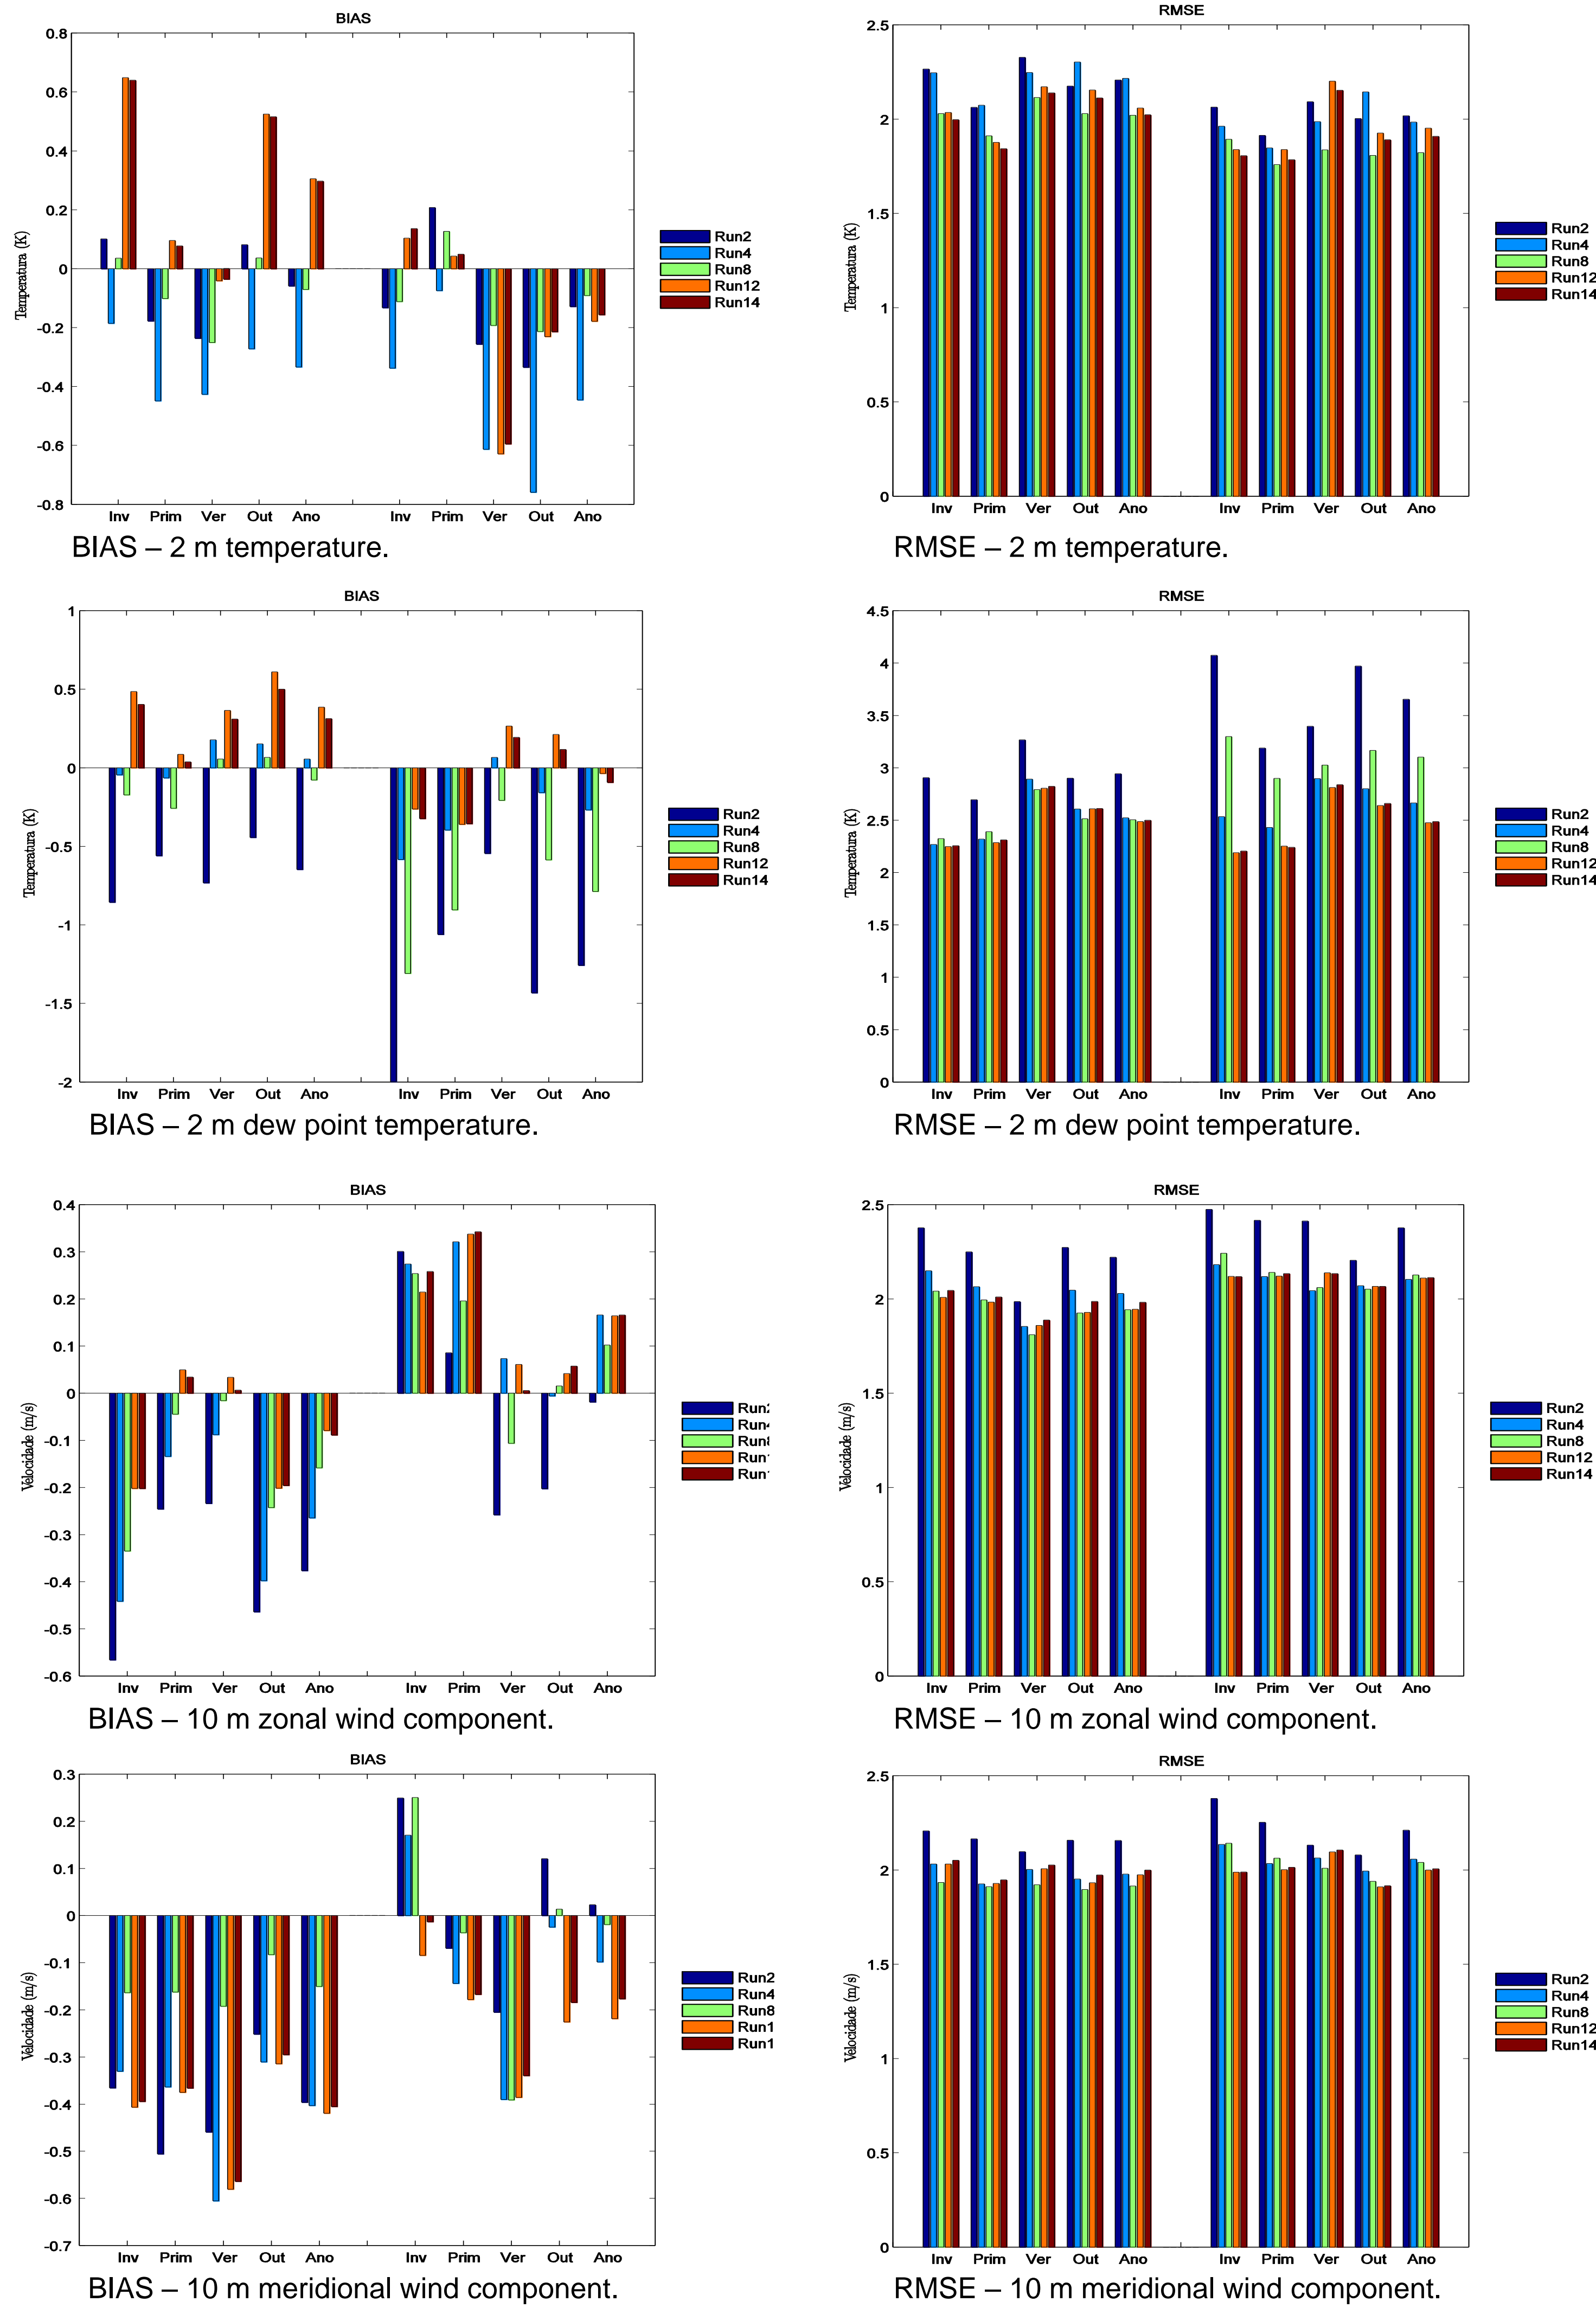 BIAS
0.8
0.6
0.4
0.2
0
-0.2
-0.4
-0.6
-0.8
Temperatura (K)
Inv Prim Ver Out Ano Inv Prim Ver Out Ano
Run2
Run4
Run8
Run12
Run14
BIAS – 2 m temperature.
RMSE
2.5
2
1.5
1
0.5
0
Temperatura (K)
Inv Prim Ver Out Ano Inv Prim Ver Out Ano
Run2
Run4
Run8
Run12
Run14
RMSE – 2 m temperature.
BIAS
1
0.5
0
-0.5
-1
-1.5
-2
Temperatura (K)
Inv Prim Ver Out Ano Inv Prim Ver Out Ano
Run2
Run4
Run8
Run12
Run14
BIAS – 2 m dew point temperature.
RMSE
4.5
4
3.5
3
2.5
2
1.5
1
0.5
0
Temperatura (K)
Inv Prim Ver Out Ano Inv Prim Ver Out Ano
Run2
Run4
Run8
Run12
Run14
RMSE – 2 m dew point temperature.
BIAS
0.4
0.3
0.2
0.1
0
-0.1
-0.2
-0.3
-0.4
-0.5
-0.6
Velocidade (m/s)
Inv Prim Ver Out Ano Inv Prim Ver Out Ano
Run
Run
Run
Run
Run
BIAS – 10 m zonal wind component.
RMSE
2.5
2
1.5
1
0.5
0
Velocidade (m/s)
Inv Prim Ver Out Ano Inv Prim Ver Out Ano
Run2
Run4
Run8
Run12
Run14
RMSE – 10 m zonal wind component.
BIAS
0.3
0.2
0.1
0
-0.1
-0.2
-0.3
-0.4
-0.5
-0.6
-0.7
Velocidade (m/s)
Inv Prim Ver Out Ano Inv Prim Ver Out Ano
Run2
Run4
Run8
Run1
Run1
BIAS – 10 m meridional wind component.
RMSE
2.5
2
1.5
1
0.5
0
Velocidade (m/s)
Inv Prim Ver Out Ano Inv Prim Ver Out Ano
Run2
Run4
Run8
Run12
Run14
RMSE – 10 m meridional wind component.